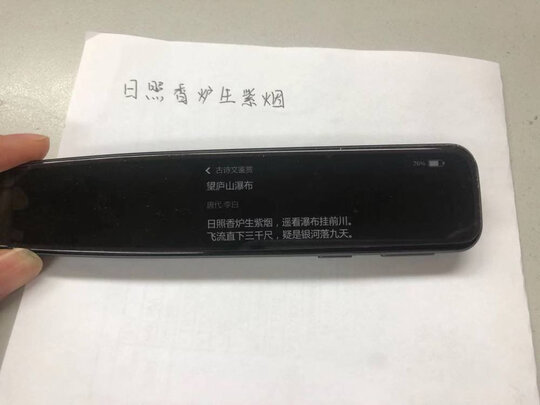 日照香炉生紫烟
古诗文鉴赏
76%
望庐山瀑布
唐代 李白
日照香炉生紫烟，遥看瀑布挂前川。
飞流直下三千尺，疑是银河落九天。